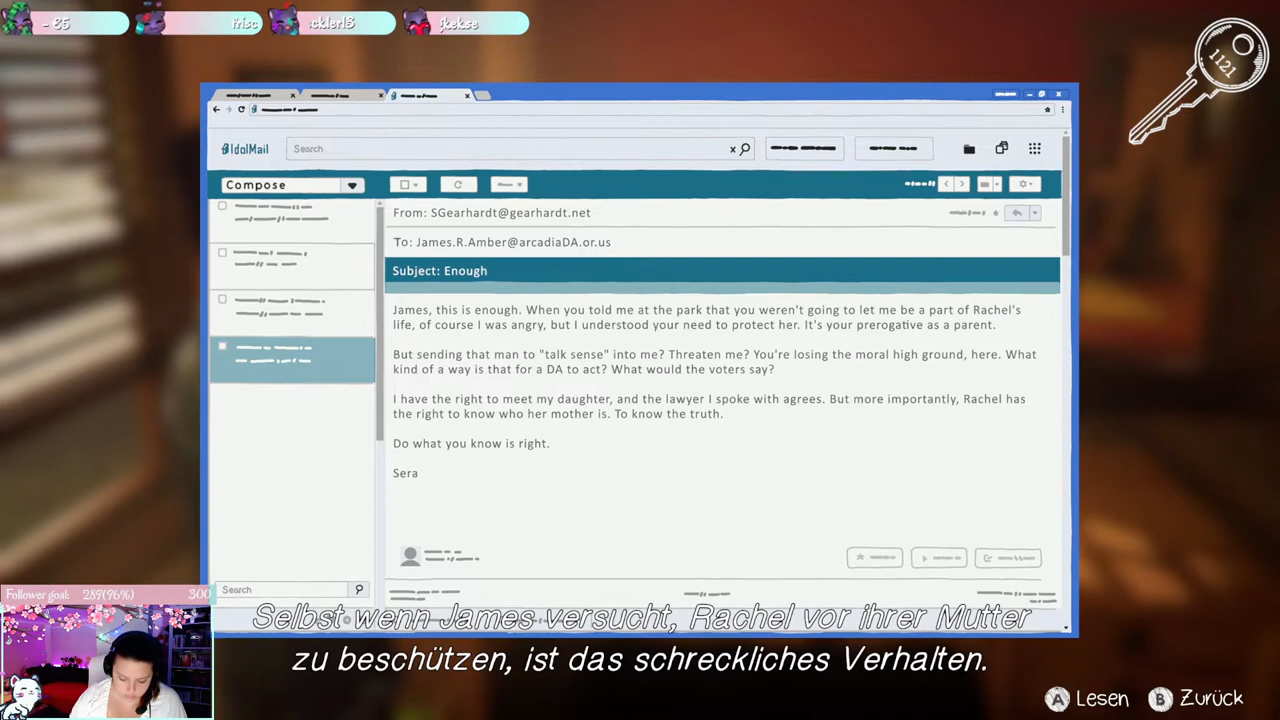 - 85
frisc
cklerl8
jkekse
1121
IdolMail
Search
x
Compose
From: SGearhardt@gearhardt.net
To: James.R.Amber@arcadiaDA.or.us
Subject: Enough
James, this is enough. When you told me at the park that you weren't going to let me be a part of Rachel's
life, of course I was angry, but I understood your need to protect her. It's your prerogative as a parent.
But sending that man to "talk sense" into me? Threaten me? You're losing the moral high ground, here. What
kind of a way is that for a DA to act? What would the voters say?
I have the right to meet my daughter, and the lawyer I spoke with agrees. But more importantly, Rachel has
the right to know who her mother is. To know the truth.
Do what you know is right.
Sera
Search
Follower goal: 289(96%) 300
Selbst wenn James versucht, Rachel vor ihrer Mutter
zu beschützen, ist das schreckliches Verhalten.
A Lesen B Zurück